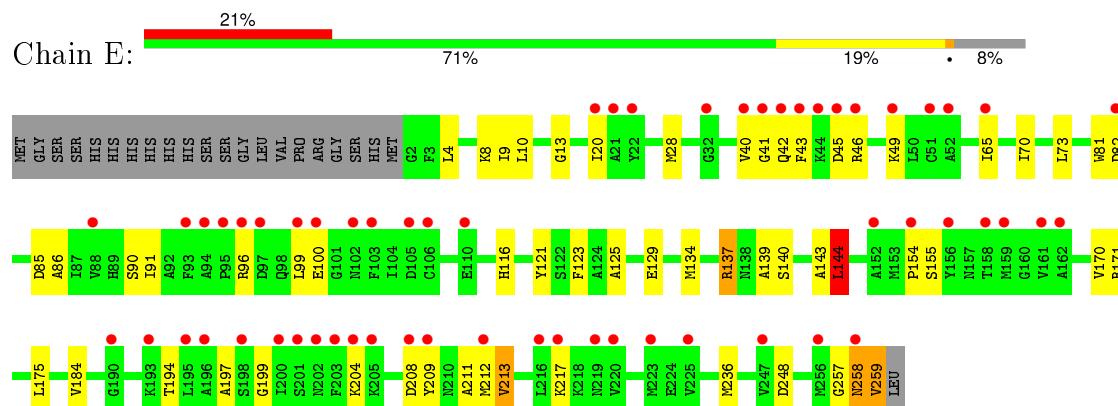 21%
Chain E:
71% 19% • 8%
MET GLY SER SER HIS HIS HIS HIS HIS HIS SER SER GLY LEU VAL PRO ARG GLY SER HIS MET G2 F3 L4 K8 I9 L10 G13 I20 A21 Y22 M28 G32 V40 G41 Q42 F43 K44 D45 R46 K49 L50 C51 A52 I65 I70 L73 W81 D82
D85 A86 I87 V88 H89 S90 I91 A92 F93 A94 P95 R96 D97 Q98 L99 E100 G101 N102 F103 I104 D105 C106 E110 H116 Y121 S122 F123 A124 A125 E129 M134 R137 N138 A139 S140 A143 L144 A152 M153 P154 S155 Y156 N157 T158 M159 G160 V161 A162 V170 R171
L175 V184 G190 K193 T194 L195 A196 A197 S198 G199 I200 S201 N202 F203 K204 K205 D208 Y209 N210 A211 M212 V213 L216 K217 K218 N219 V220 M223 E224 V225 M236 V247 D248 M256 G257 N258 V259 LEU